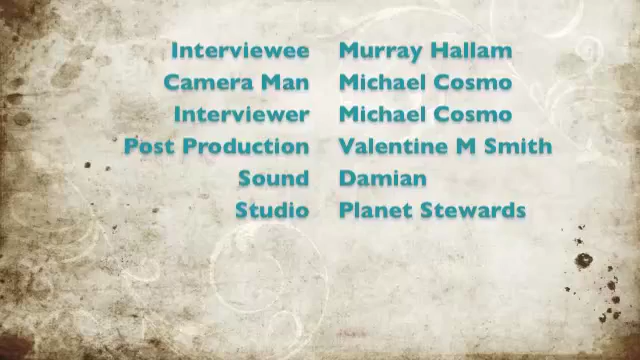 Interviewee Murray Hallam
Camera Man Michael Cosmo
Interviewer Michael Cosmo
Post Production Valentine M Smith
Sound Damian
Studio Planet Stewards